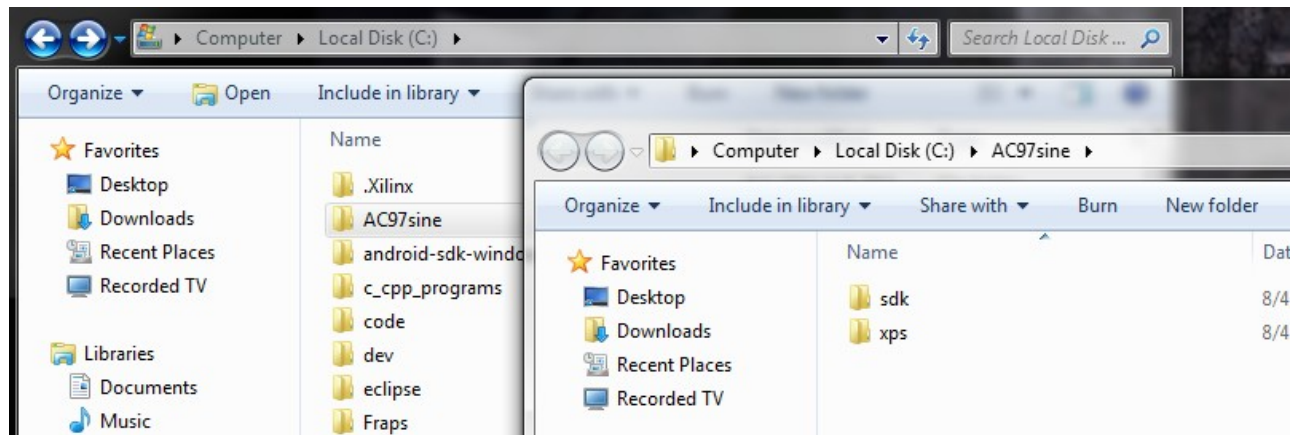 Computer Local Disk (C:) Search Local Disk ...
Organize Open Include in library
Favorites
Desktop
Downloads
Recent Places
Recorded TV
Libraries
Documents
Music
Name
.Xilinx
AC97sine
android-sdk-windo
c_cpp_programs
code
dev
eclipse
Fraps
Computer Local Disk (C:) AC97sine
Organize Include in library Share with Burn New folder
Favorites
Desktop
Downloads
Recent Places
Recorded TV
Name Dat
sdk 8/4
xps 8/4